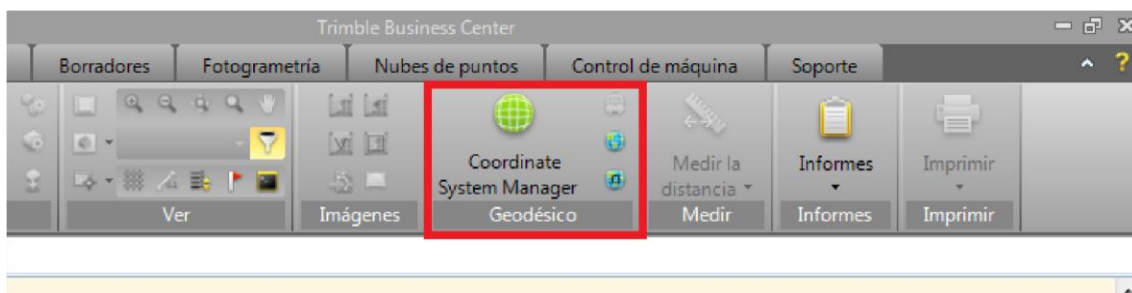 Trimble Business Center
Borradores Fotogrametría Nubes de puntos Control de máquina Soporte ?
Coordinate System Manager
Medir la distancia
Informes
Imprimir
Ver Imágenes Geodésico Medir Informes Imprimir